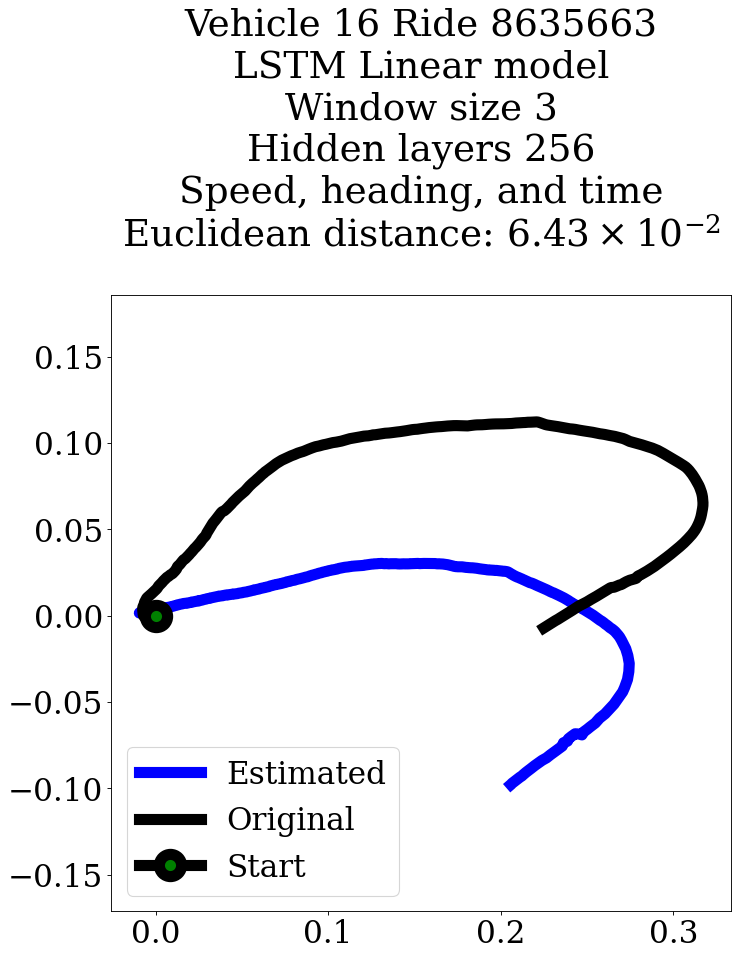 Vehicle 16 Ride 8635663
LSTM Linear model
Window size 3
Hidden layers 256
Speed, heading, and time
Euclidean distance: 6.43 × 10⁻²
0.15
0.10
0.05
0.00
−0.05
−0.10
−0.15
Estimated
Original
Start
0.0 0.1 0.2 0.3